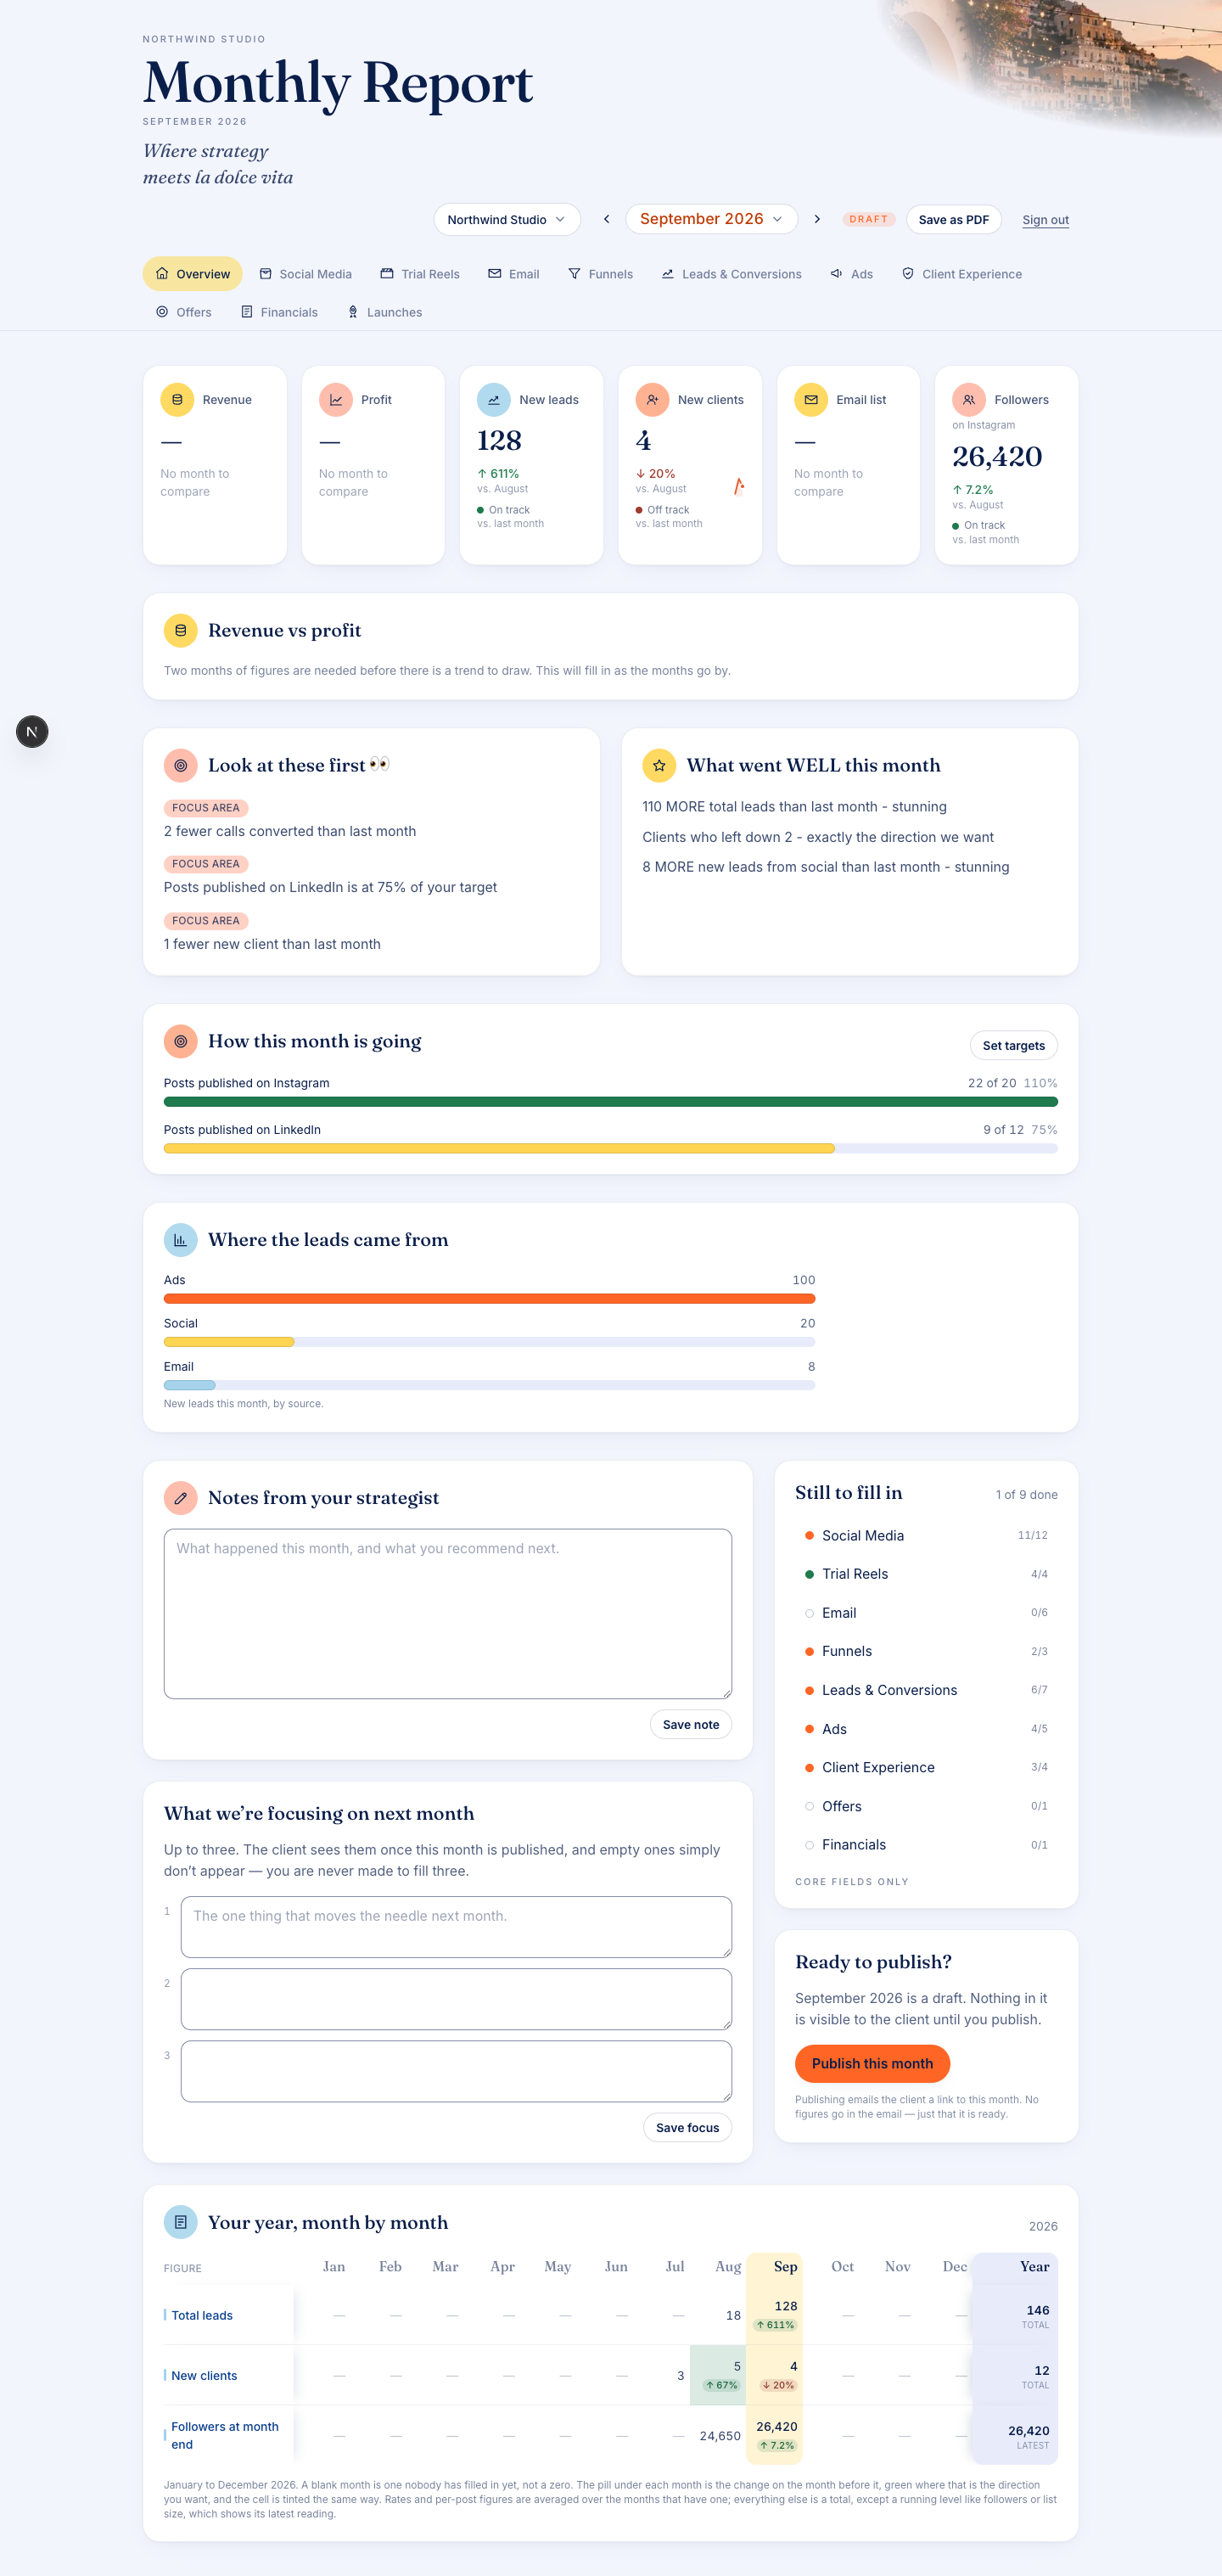 NORTHWIND STUDIO
Monthly Report
SEPTEMBER 2026
Where strategy
meets la dolce vita
Northwind Studio
September 2026
DRAFT
Save as PDF
Sign out
Overview
Social Media
Trial Reels
Email
Funnels
Leads & Conversions
Ads
Client Experience
Offers
Financials
Launches
Revenue
—
No month to
compare
Profit
—
No month to
compare
New leads
128
↑ 611%
vs. August
On track
vs. last month
New clients
4
↓ 20%
vs. August
Off track
vs. last month
Email list
—
No month to
compare
Followers
on Instagram
26,420
↑ 7.2%
vs. August
On track
vs. last month
Revenue vs profit
Two months of figures are needed before there is a trend to draw. This will fill in as the months go by.
N
Look at these first 👀
FOCUS AREA
2 fewer calls converted than last month
FOCUS AREA
Posts published on LinkedIn is at 75% of your target
FOCUS AREA
1 fewer new client than last month
What went WELL this month
110 MORE total leads than last month - stunning
Clients who left down 2 - exactly the direction we want
8 MORE new leads from social than last month - stunning
How this month is going
Set targets
Posts published on Instagram 22 of 20 110%
Posts published on LinkedIn 9 of 12 75%
Where the leads came from
Ads 100
Social 20
Email 8
New leads this month, by source.
Notes from your strategist
What happened this month, and what you recommend next.
Save note
What we’re focusing on next month
Up to three. The client sees them once this month is published, and empty ones simply
don’t appear — you are never made to fill three.
1 The one thing that moves the needle next month.
2
3
Save focus
Still to fill in 1 of 9 done
Social Media 11/12
Trial Reels 4/4
Email 0/6
Funnels 2/3
Leads & Conversions 6/7
Ads 4/5
Client Experience 3/4
Offers 0/1
Financials 0/1
CORE FIELDS ONLY
Ready to publish?
September 2026 is a draft. Nothing in it
is visible to the client until you publish.
Publish this month
Publishing emails the client a link to this month. No
figures go in the email — just that it is ready.
Your year, month by month 2026
FIGURE Jan Feb Mar Apr May Jun Jul Aug Sep Oct Nov Dec Year
Total leads — — — — — — — 18 128 — — — 146
↑ 611% TOTAL
New clients — — — — — — 3 5 4 — — — 12
↑ 67% ↓ 20% TOTAL
Followers at month
end — — — — — — — 24,650 26,420 — — — 26,420
↑ 7.2% LATEST
January to December 2026. A blank month is one nobody has filled in yet, not a zero. The pill under each month is the change on the month before it, green where that is the direction
you want, and the cell is tinted the same way. Rates and per-post figures are averaged over the months that have one; everything else is a total, except a running level like followers or list
size, which shows its latest reading.